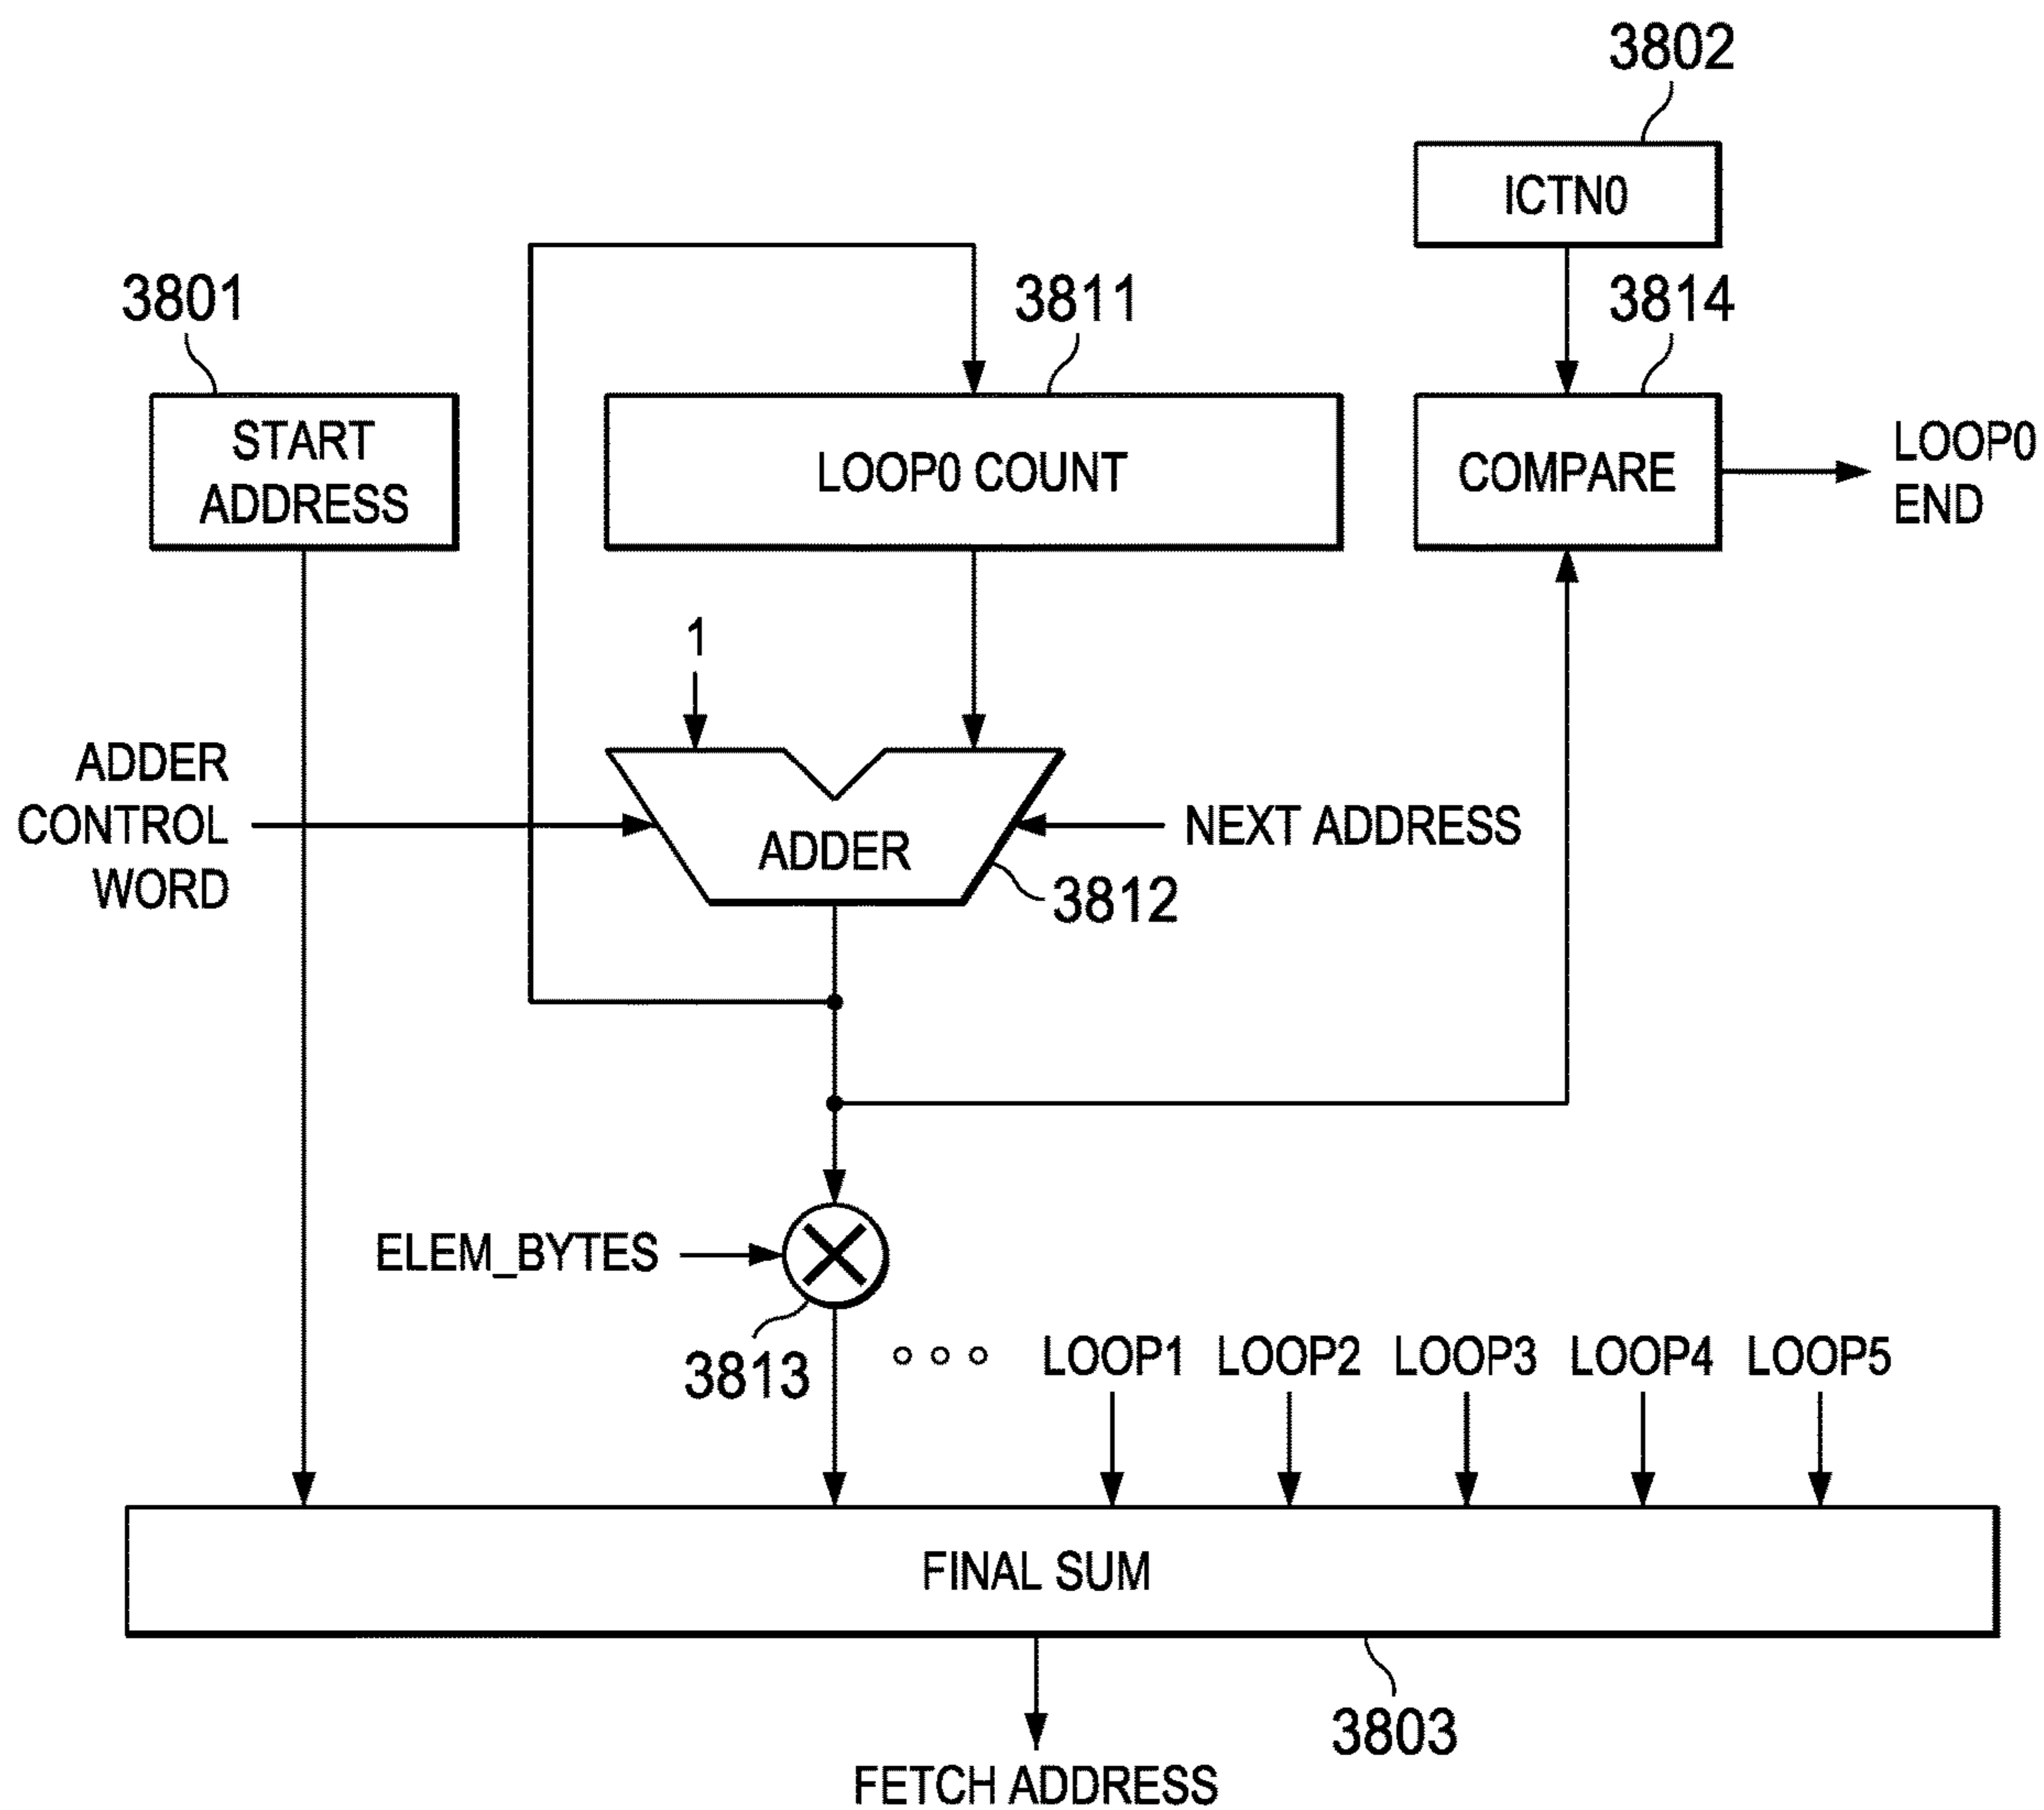 3802
ICTN0
3801
3811
3814
START
ADDRESS
LOOP0 COUNT
COMPARE
LOOP0
END
1
ADDER
CONTROL
WORD
ADDER
NEXT ADDRESS
3812
ELEM_BYTES
3813
LOOP1 LOOP2 LOOP3 LOOP4 LOOP5
FINAL SUM
3803
FETCH ADDRESS